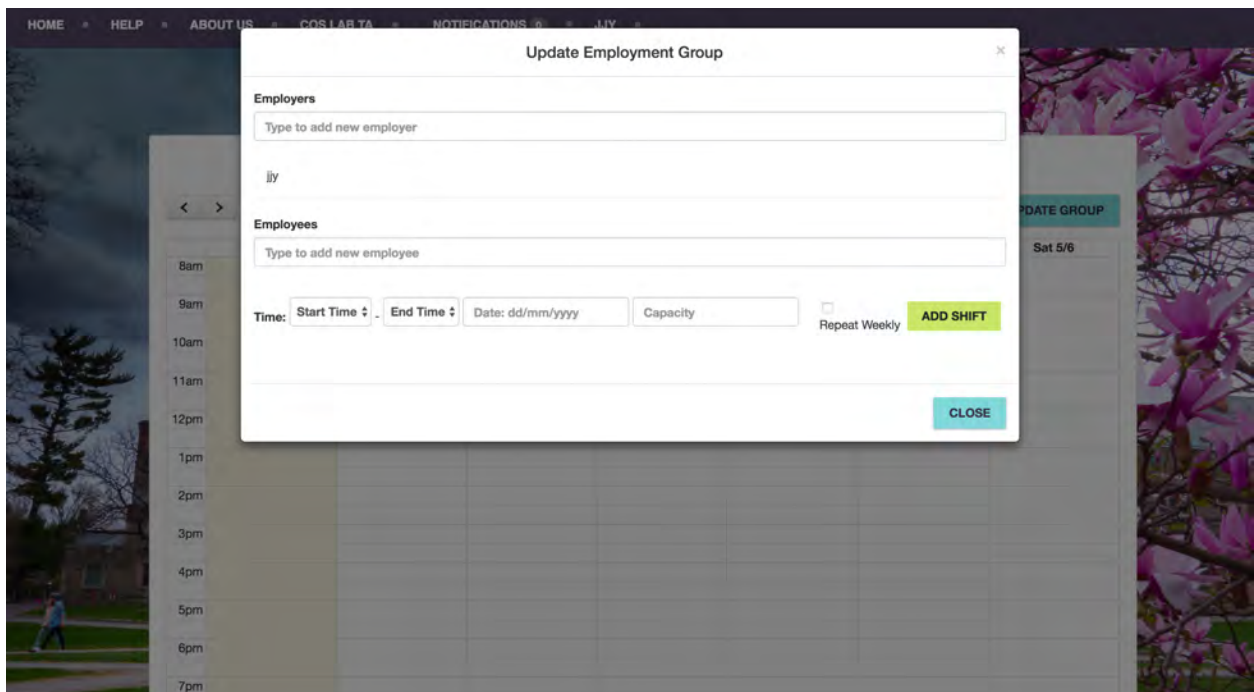 HOME HELP ABOUT US COS LAB TA NOTIFICATIONS 0 JJY
Update Employment Group ×
Employers
Type to add new employer
jjy
Employees
Type to add new employee
Time: Start Time - End Time Date: dd/mm/yyyy Capacity Repeat Weekly ADD SHIFT
CLOSE
< >
PDATE GROUP
Sat 5/6
8am
9am
10am
11am
12pm
1pm
2pm
3pm
4pm
5pm
6pm
7pm